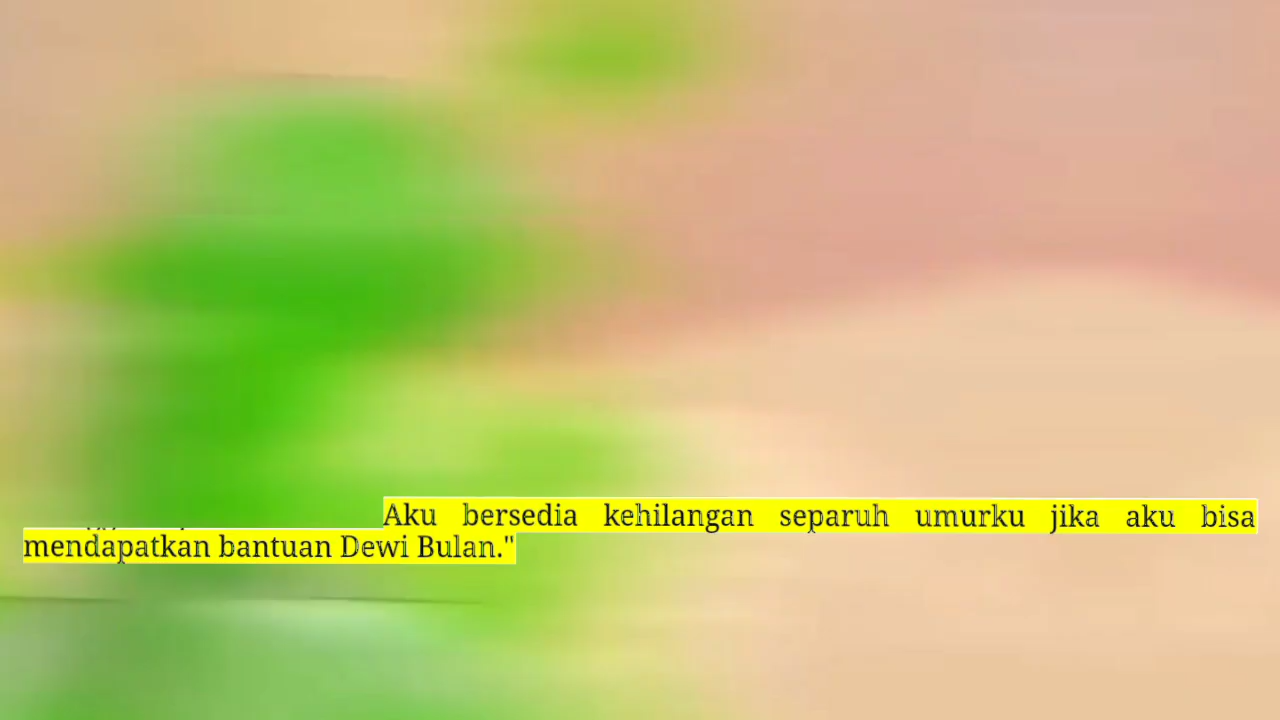 Aku bersedia kehilangan separuh umurku jika aku bisa
mendapatkan bantuan Dewi Bulan."